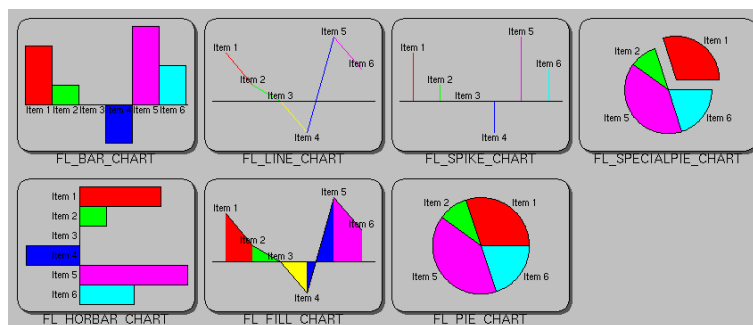 Item 1 Item 2 Item 3 Item 4 Item 5 Item 6
FL_BAR_CHART
Item 1
Item 2
Item 3
Item 4
Item 5
Item 6
FL_LINE_CHART
Item 1
Item 2
Item 3
Item 4
Item 5
Item 6
FL_SPIKE_CHART
Item 1
Item 2
Item 5
Item 6
FL_SPECIALPIE_CHART
Item 1
Item 2
Item 3
Item 4
Item 5
Item 6
FL_HORBAR_CHART
Item 1
Item 2
Item 3
Item 4
Item 5
Item 6
FL_FILL_CHART
Item 1
Item 2
Item 5
Item 6
FL_PIE_CHART